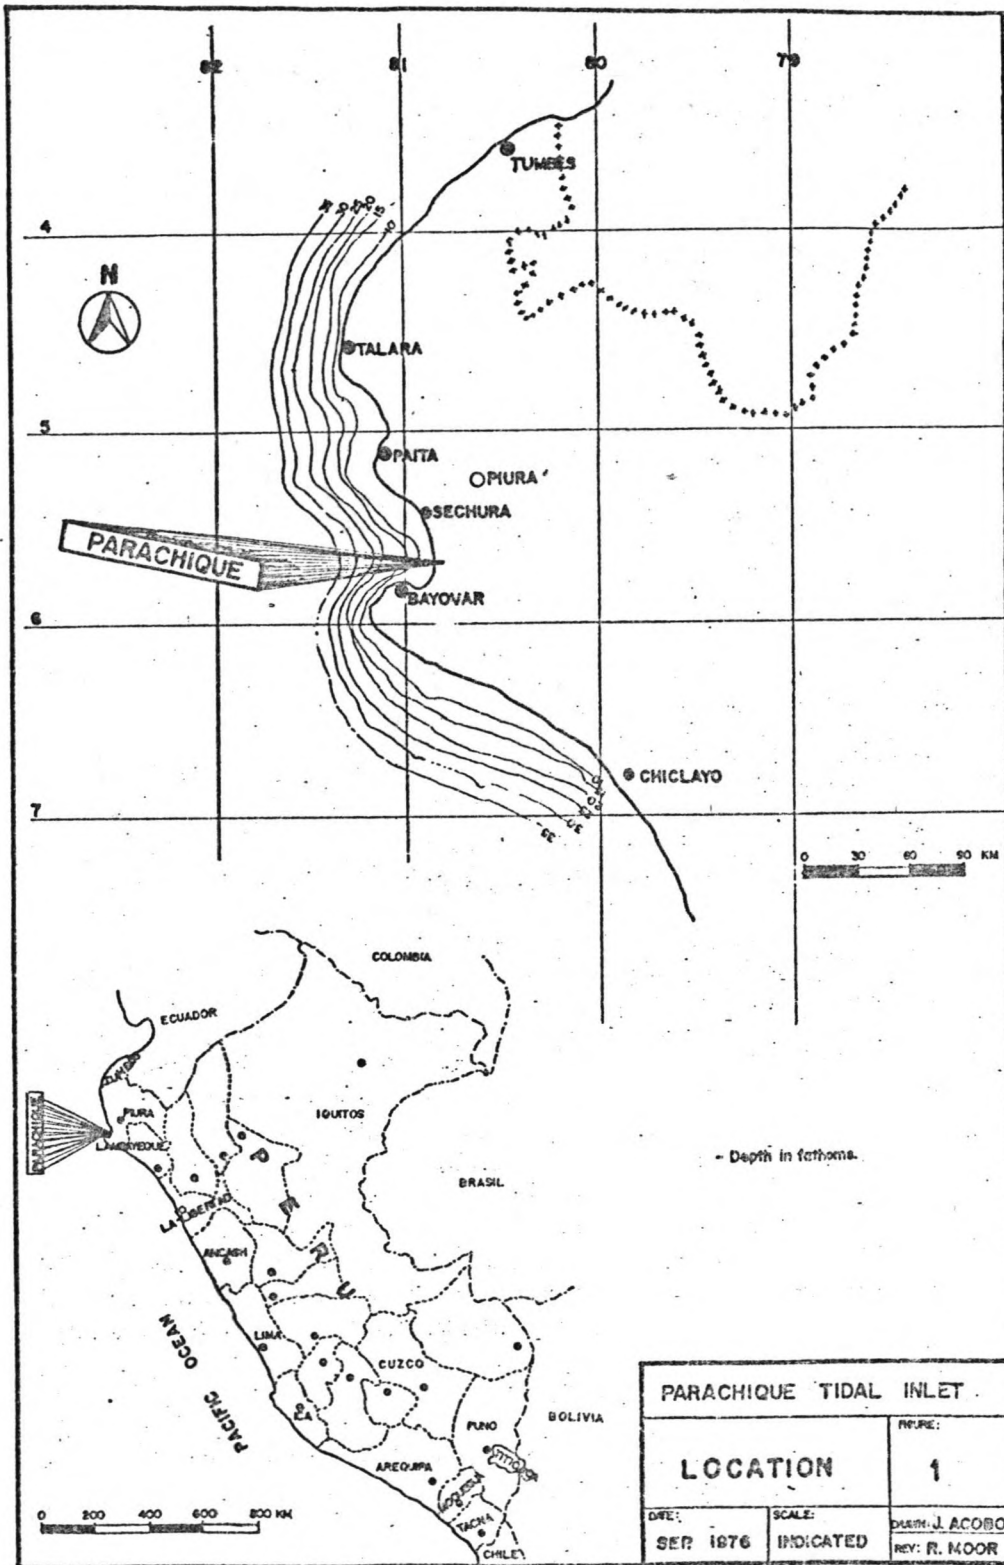 82 81 80 79
TUMBES
4
N
TALARA
5
PAITA
PIURA
SECHURA
PARACHIQUE
BAYOVAR
6
CHICLAYO
7
30
35
0 30 60 90 KM
COLOMBIA
ECUADOR
TUMBES
IQUITOS
PIURA
PARACHIQUE
LAMBAYEQUE
- Depth in fathoms.
BRASIL
PERU
LA LIBERTAD
ANCASH
PACIFIC OCEAN
LIMA
CUZCO
ICA
PUNO
BOLIVIA
AREQUIPA
MOQUEGUA
TACNA
CHILE
0 200 400 600 800 KM
PARACHIQUE TIDAL INLET
LOCATION
FIGURE:
1
DATE:
SEP 1976
SCALE:
INDICATED
J. ACOBO
REV: R. MOOR